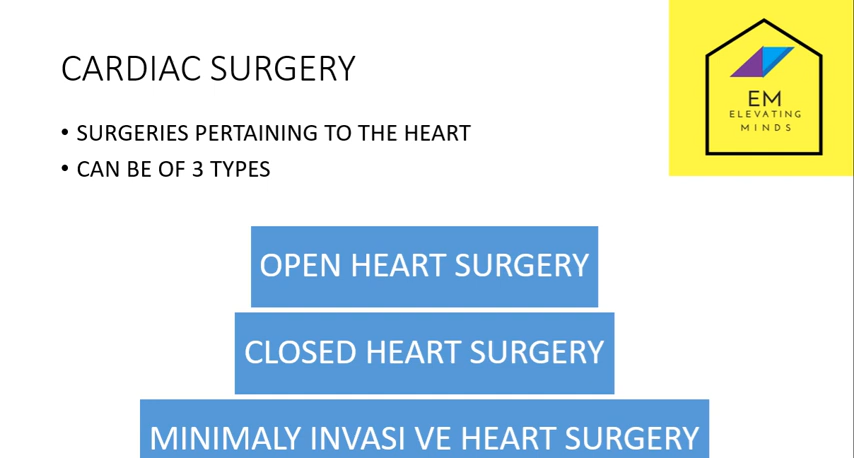 CARDIAC SURGERY
• SURGERIES PERTAINING TO THE HEART
• CAN BE OF 3 TYPES
EM
ELEVATING
MINDS
OPEN HEART SURGERY
CLOSED HEART SURGERY
MINIMALY INVASI VE HEART SURGERY